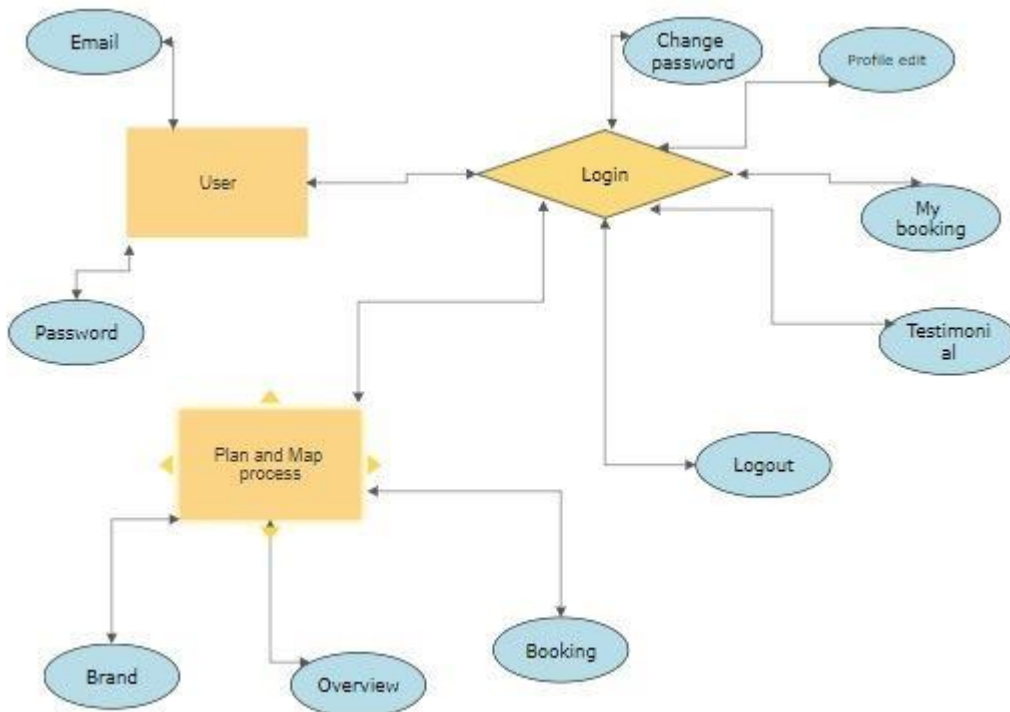 Email
Change
password
Profile edit
User
Login
My
booking
Password
Testimoni
al
Plan and Map
process
Logout
Brand
Overview
Booking